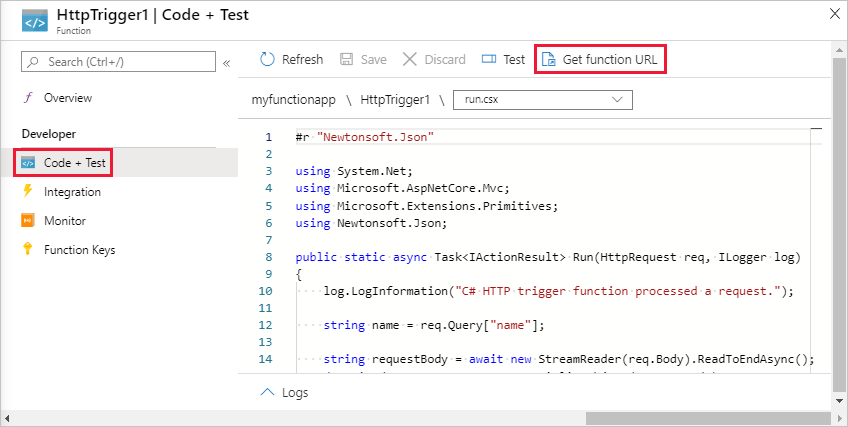 HttpTrigger1 | Code + Test
Function
Search (Ctrl+/)
«
Overview
Developer
Code + Test
Integration
Monitor
Function Keys
Refresh Save Discard Test Get function URL
myfunctionapp \ HttpTrigger1 \ run.csx
1 #r "Newtonsoft.Json"
2
3 using System.Net;
4 using Microsoft.AspNetCore.Mvc;
5 using Microsoft.Extensions.Primitives;
6 using Newtonsoft.Json;
7
8 public static async Task<IActionResult> Run(HttpRequest req, ILogger log)
9 {
10 log.LogInformation("C# HTTP trigger function processed a request.");
11
12 string name = req.Query["name"];
13
14 string requestBody = await new StreamReader(req.Body).ReadToEndAsync();
Logs